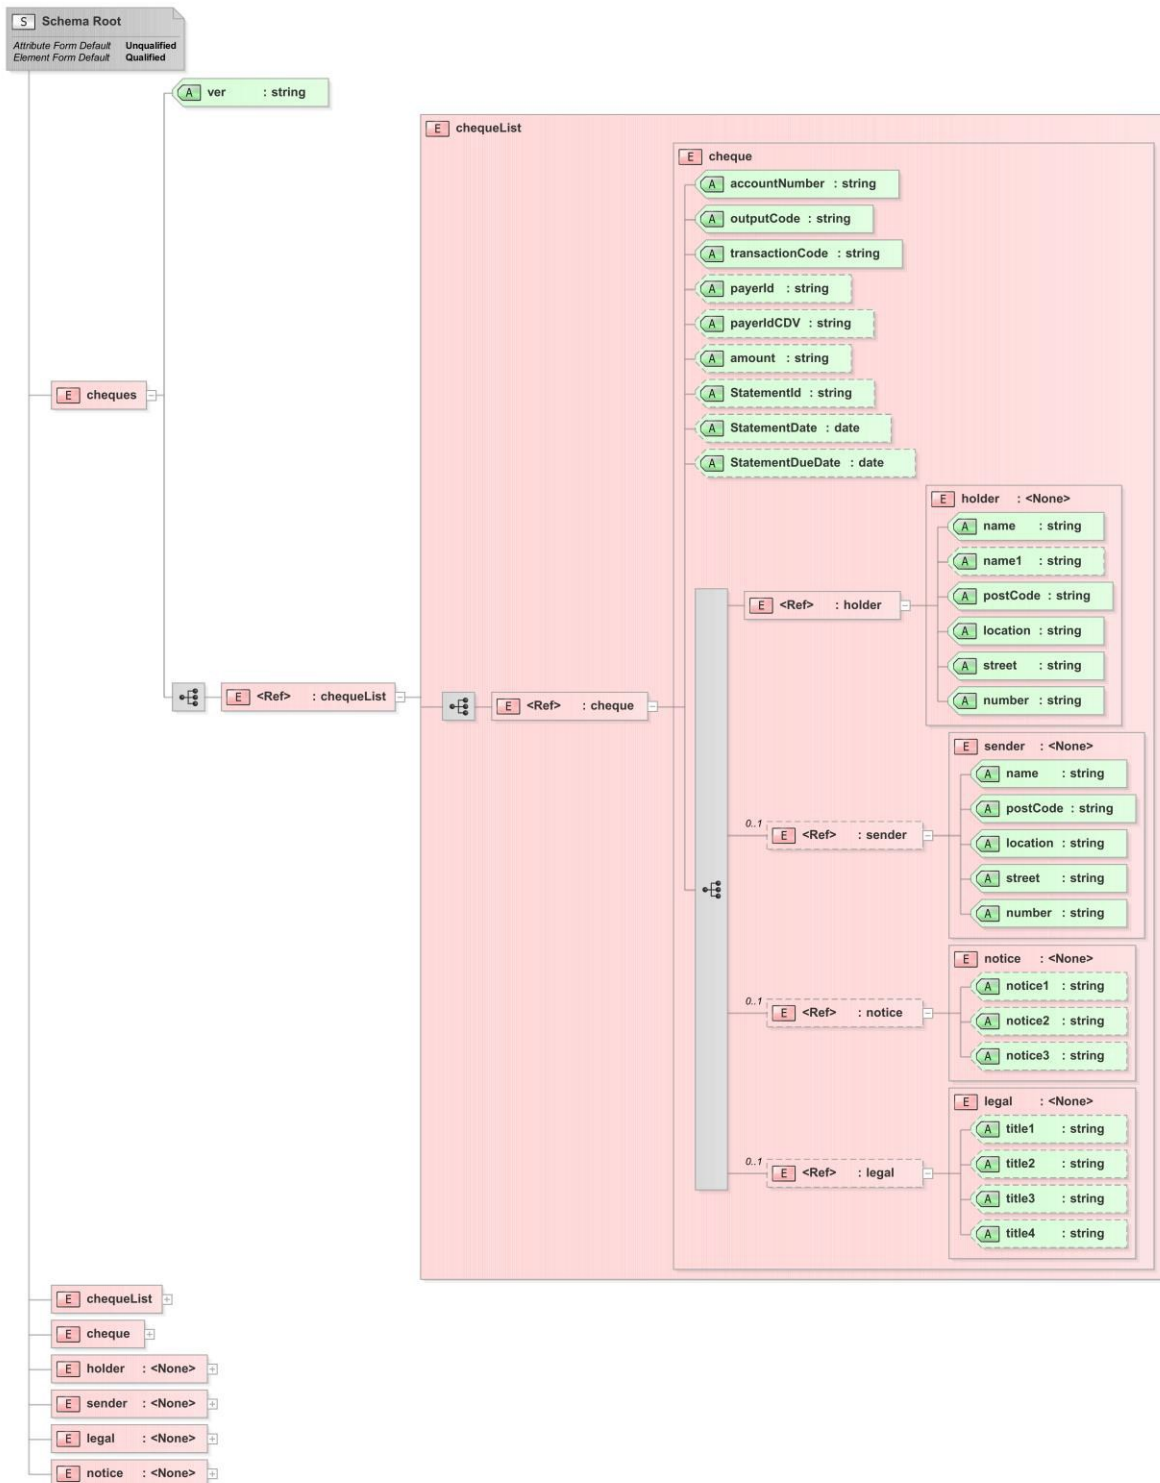 S Schema Root
Attribute Form Default Unqualified
Element Form Default Qualified
A ver : string
E chequeList
E cheque
A accountNumber : string
A outputCode : string
A transactionCode : string
A payerId : string
A payerIdCDV : string
A amount : string
E cheques
A StatementId : string
A StatementDate : date
A StatementDueDate : date
E holder : <None>
A name : string
A name1 : string
A postCode : string
E <Ref> : holder
A location : string
A street : string
A number : string
E <Ref> : chequeList
E <Ref> : cheque
E sender : <None>
A name : string
A postCode : string
0..1
E <Ref> : sender
A location : string
A street : string
A number : string
E notice : <None>
A notice1 : string
0..1
E <Ref> : notice
A notice2 : string
A notice3 : string
E legal : <None>
A title1 : string
A title2 : string
0..1
E <Ref> : legal
A title3 : string
A title4 : string
E chequeList
E cheque
E holder : <None>
E sender : <None>
E legal : <None>
E notice : <None>